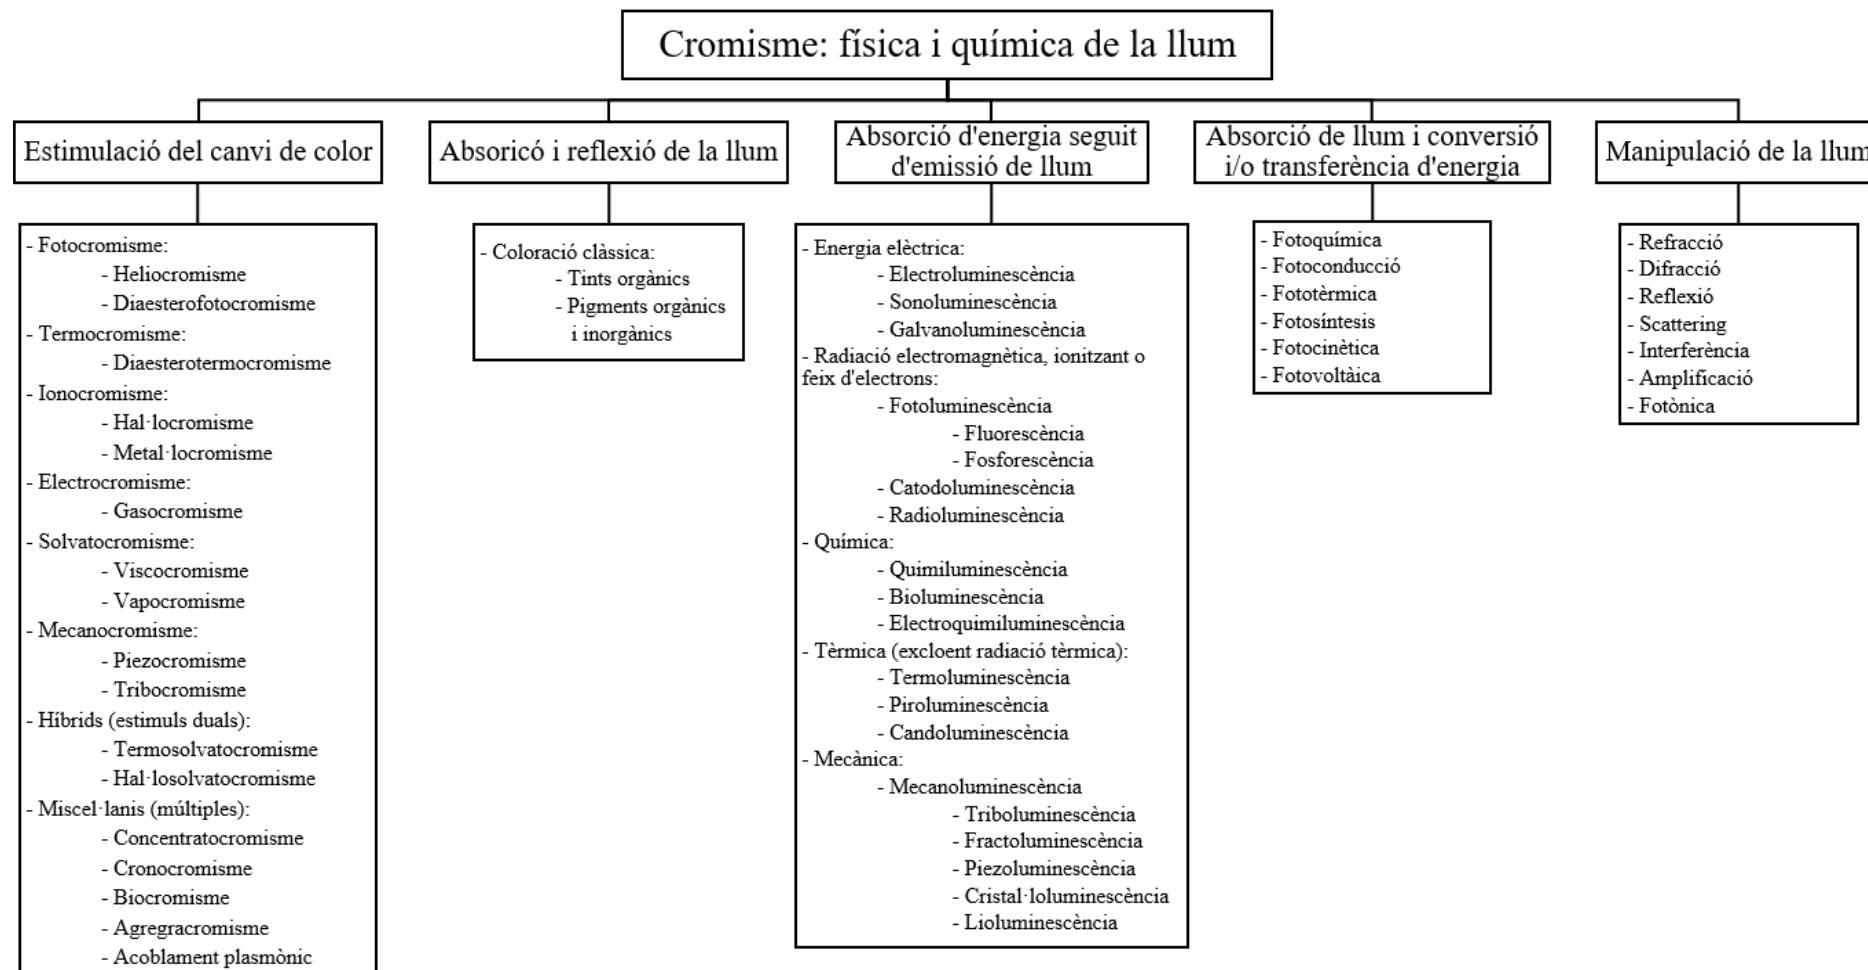 Cromisme: física i química de la llum
Estimulació del canvi de color
- Fotocromisme:
- Heliocromisme
- Diaesterofotocromisme
- Termocromisme:
- Diaesterotermocromisme
- Ionocromisme:
- Hal·locromisme
- Metal·locromisme
- Electrocromisme:
- Gasocromisme
- Solvatocromisme:
- Viscocromisme
- Vapocromisme
- Mecanocromisme:
- Piezocromisme
- Tribocromisme
- Híbrids (estimuls duals):
- Termosolvatocromisme
- Hal·losolvatocromisme
- Miscel·lanis (múltiples):
- Concentratocromisme
- Cronocromisme
- Biocromisme
- Agregracromisme
- Acoblament plasmònic
Absoricó i reflexió de la llum
- Coloració clàssica:
- Tints orgànics
- Pigments orgànics
i inorgànics
Absorció d'energia seguit
d'emissió de llum
- Energia elèctrica:
- Electroluminescència
- Sonoluminescència
- Galvanoluminescència
- Radiació electromagnètica, ionitzant o
feix d'electrons:
- Fotoluminescència
- Fluorescència
- Fosforescència
- Catodoluminescència
- Radioluminescència
- Química:
- Quimiluminescència
- Bioluminescència
- Electroquimiluminescència
- Tèrmica (excloent radiació tèrmica):
- Termoluminescència
- Piroluminescència
- Candoluminescència
- Mecànica:
- Mecanoluminescència
- Triboluminescència
- Fractoluminescència
- Piezoluminescència
- Cristal·loluminescència
- Lioluminescència
Absorció de llum i conversió
i/o transferència d'energia
- Fotoquímica
- Fotoconducció
- Fototèrmica
- Fotosíntesis
- Fotocinètica
- Fotovoltàica
Manipulació de la llum
- Refracció
- Difracció
- Reflexió
- Scattering
- Interferència
- Amplificació
- Fotònica